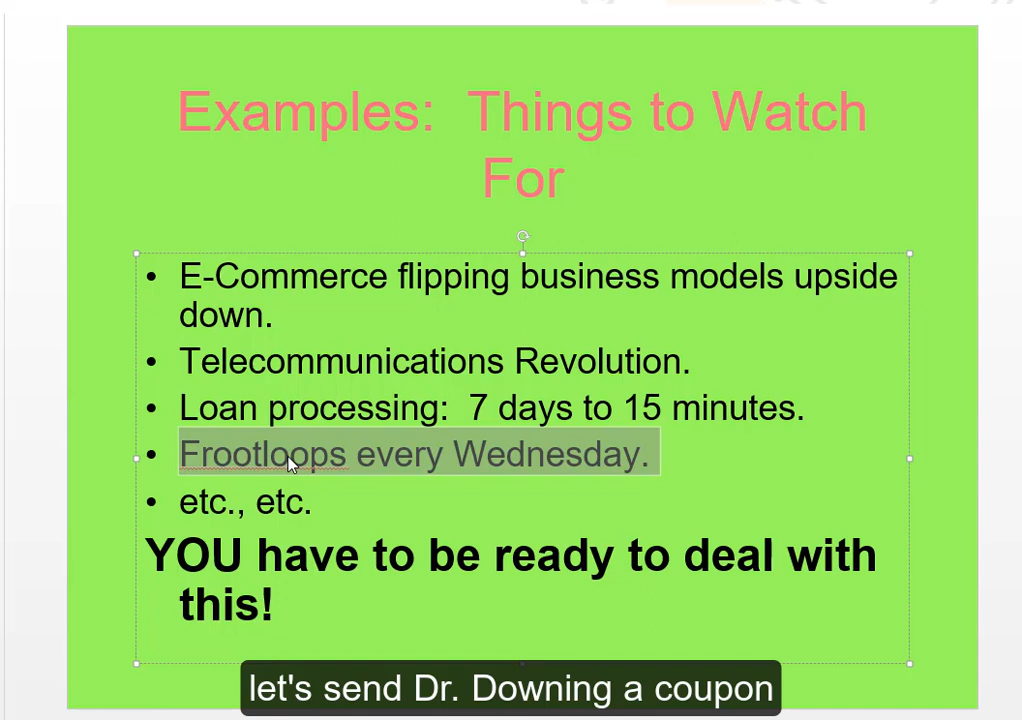 Examples:  Things to Watch
For
• E-Commerce flipping business models upside
down.
• Telecommunications Revolution.
• Loan processing:  7 days to 15 minutes.
• Frootloops every Wednesday.
• etc., etc.
YOU have to be ready to deal with
this!
let's send Dr. Downing a coupon